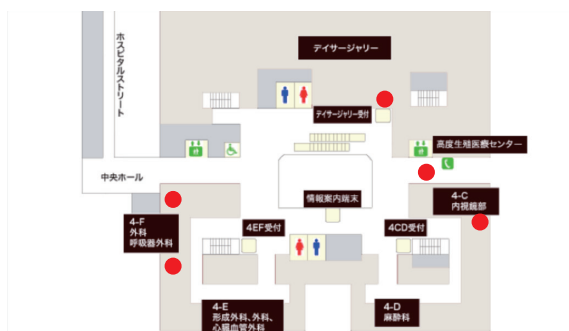 デイサージャリー
ホスピタルストリート
デイサージャリー受付
高度生殖医療センター
中央ホール
情報案内端末
4-C
内視鏡部
4-F
外科
呼吸器外科
4EF受付
4CD受付
4-E
形成外科、外科、
心臓血管外科
4-D
麻酔科